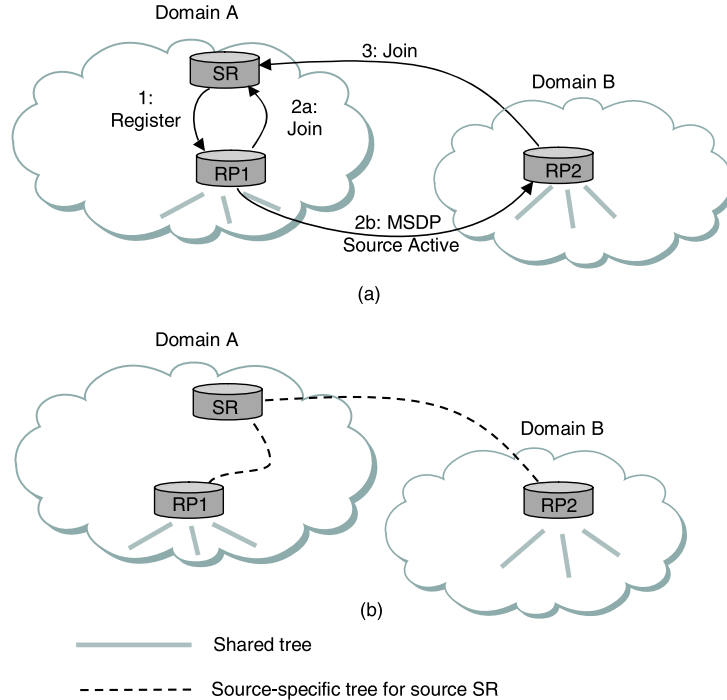 Domain A
SR
3: Join
Domain B
1:
Register
2a:
Join
RP1
RP2
2b: MSDP
Source Active
(a)
Domain A
SR
Domain B
RP1
RP2
(b)
Shared tree
Source-specific tree for source SR